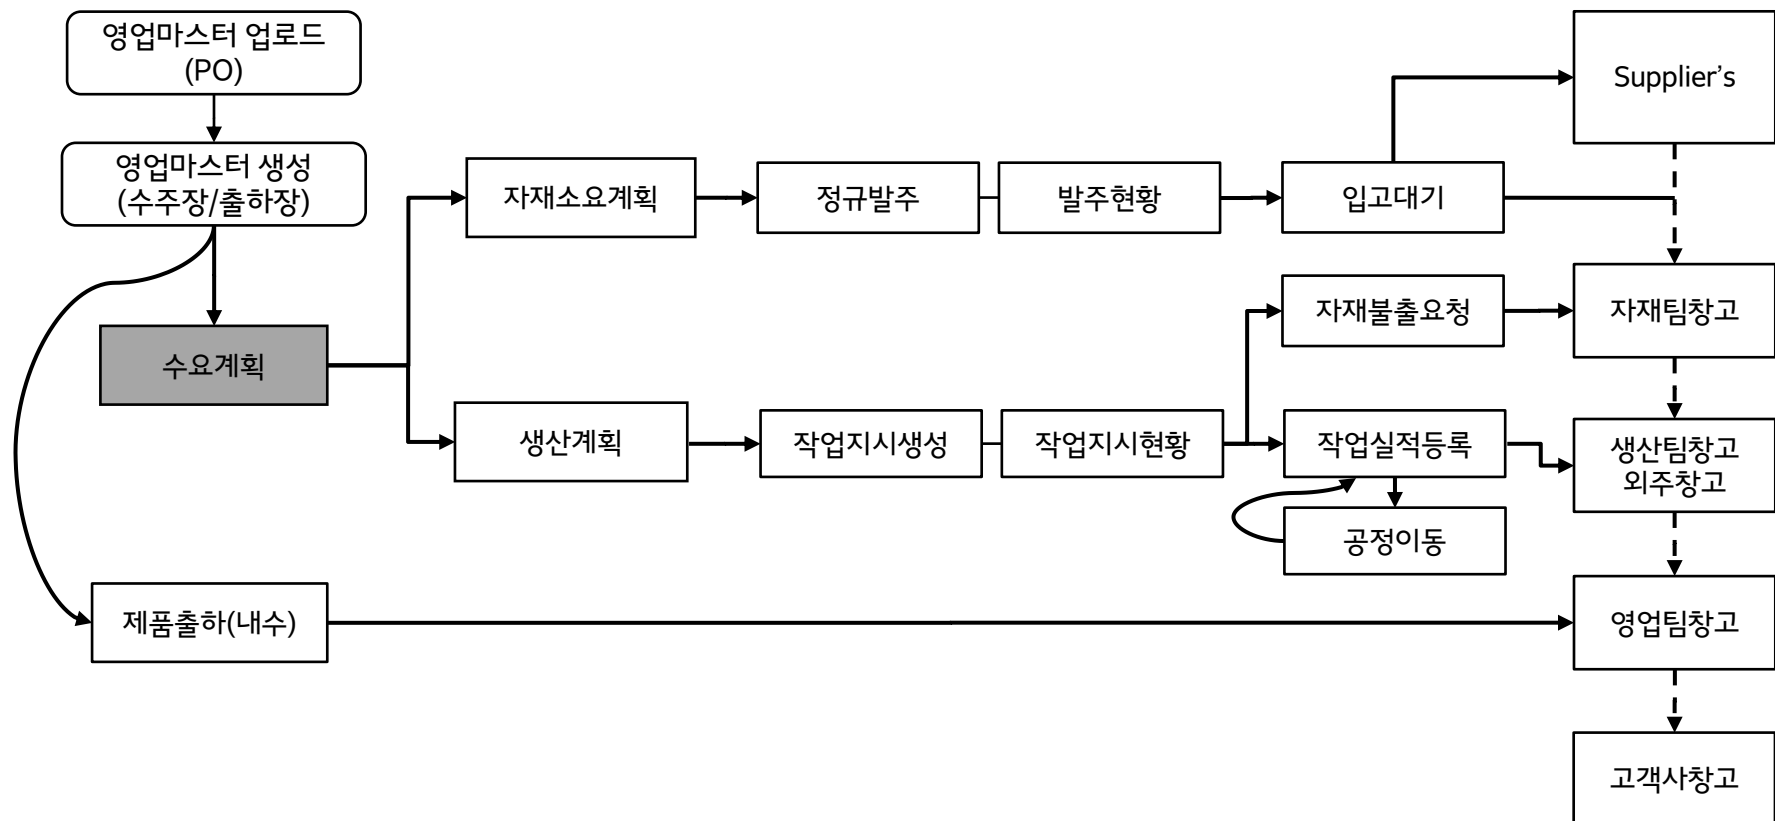 영업마스터 업로드
(PO)
Supplier’s
영업마스터 생성
(수주장/출하장)
자재소요계획
정규발주
발주현황
입고대기
자재불출요청
자재팀창고
수요계획
생산계획
작업지시생성
작업지시현황
작업실적등록
생산팀창고
외주창고
공정이동
제품출하(내수)
영업팀창고
고객사창고